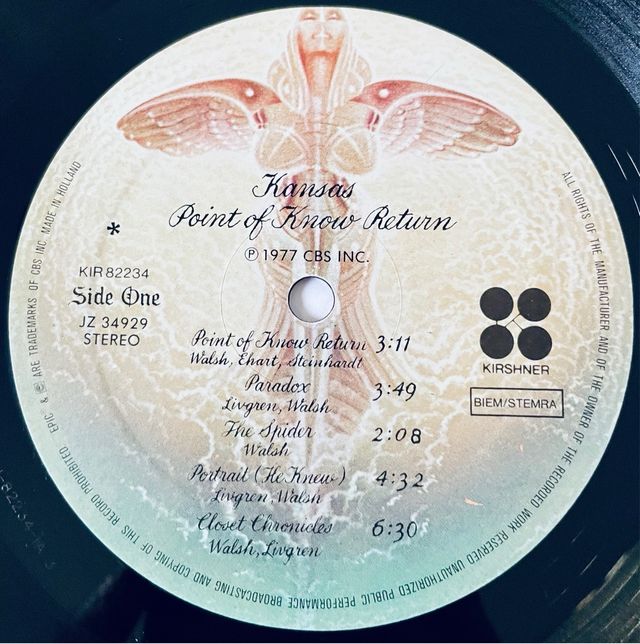 Kansas
Point of Know Return
Ⓟ 1977 CBS INC.
*
KIR 82234
Side One
JZ 34929
STEREO
KIRSHNER
BIEM/STEMRA
Point of Know Return 3:11
Walsh, Ehart, Steinhardt
Paradox 3:49
Livgren, Walsh
The Spider 2:08
Walsh
Portrait (He Knew) 4:32
Livgren, Walsh
Closet Chronicles 6:30
Walsh, Livgren
ALL RIGHTS OF THE MANUFACTURER AND OF THE OWNER OF THE RECORDED WORK RESERVED UNAUTHORIZED PUBLIC PERFORMANCE BROADCASTING AND COPYING OF THIS RECORD PROHIBITED EPIC & © ARE TRADEMARKS OF CBS INC MADE IN HOLLAND